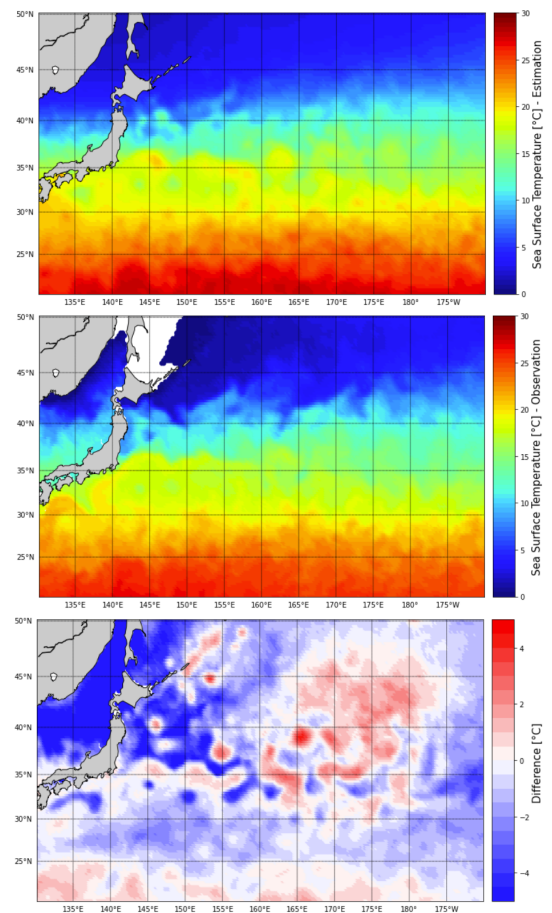 50°N
45°N
40°N
35°N
30°N
25°N
135°E 140°E 145°E 150°E 155°E 160°E 165°E 170°E 175°E 180° 175°W
30
25
20
15
10
5
0
Sea Surface Temperature [°C] - Estimation
50°N
45°N
40°N
35°N
30°N
25°N
135°E 140°E 145°E 150°E 155°E 160°E 165°E 170°E 175°E 180° 175°W
30
25
20
15
10
5
0
Sea Surface Temperature [°C] - Observation
50°N
45°N
40°N
35°N
30°N
25°N
135°E 140°E 145°E 150°E 155°E 160°E 165°E 170°E 175°E 180° 175°W
4
2
0
−2
−4
Difference [°C]